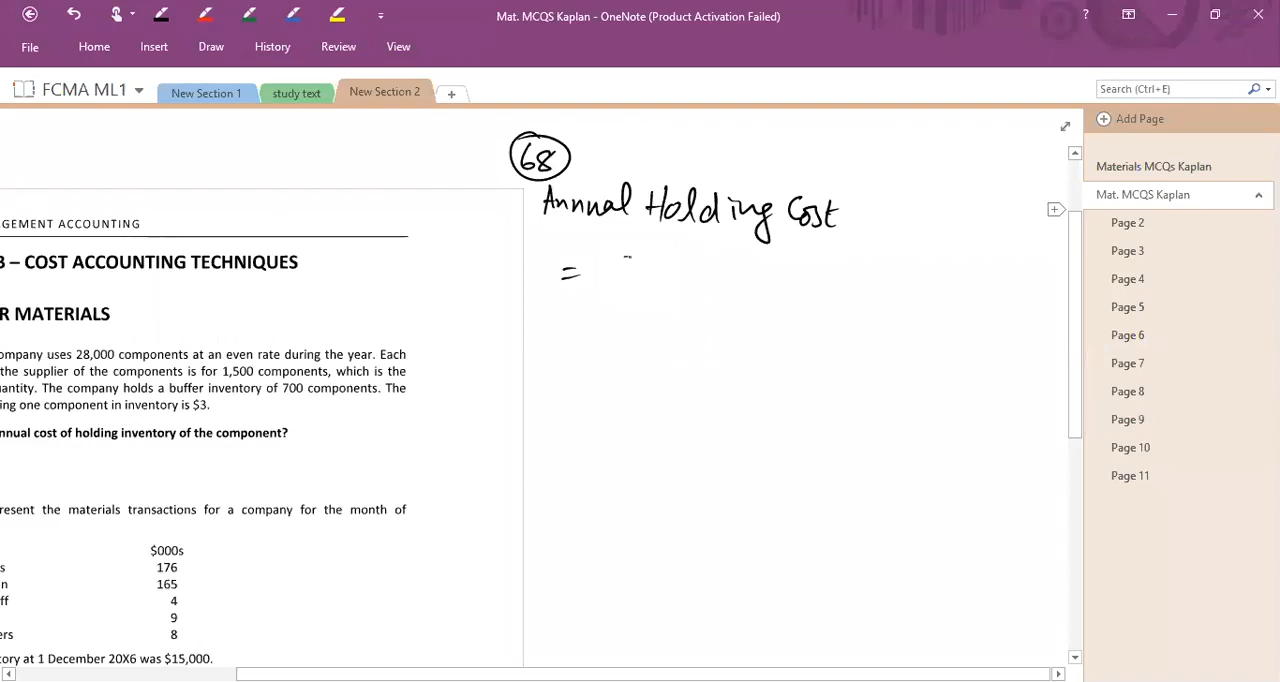 Mat. MCQS Kaplan - OneNote (Product Activation Failed)
?
File Home Insert Draw History Review View
FCMA ML1 New Section 1 study text New Section 2 +
Search (Ctrl+E)
Add Page
Materials MCQs Kaplan
Mat. MCQS Kaplan
Page 2
Page 3
Page 4
Page 5
Page 6
Page 7
Page 8
Page 9
Page 10
Page 11
68
Annual Holding Cost
=
GEMENT ACCOUNTING
3 – COST ACCOUNTING TECHNIQUES
R MATERIALS
ompany uses 28,000 components at an even rate during the year. Each
the supplier of the components is for 1,500 components, which is the
uantity. The company holds a buffer inventory of 700 components. The
ing one component in inventory is $3.
nnual cost of holding inventory of the component?
resent the materials transactions for a company for the month of
$000s
s 176
n 165
ff 4
9
ers 8
tory at 1 December 20X6 was $15,000.